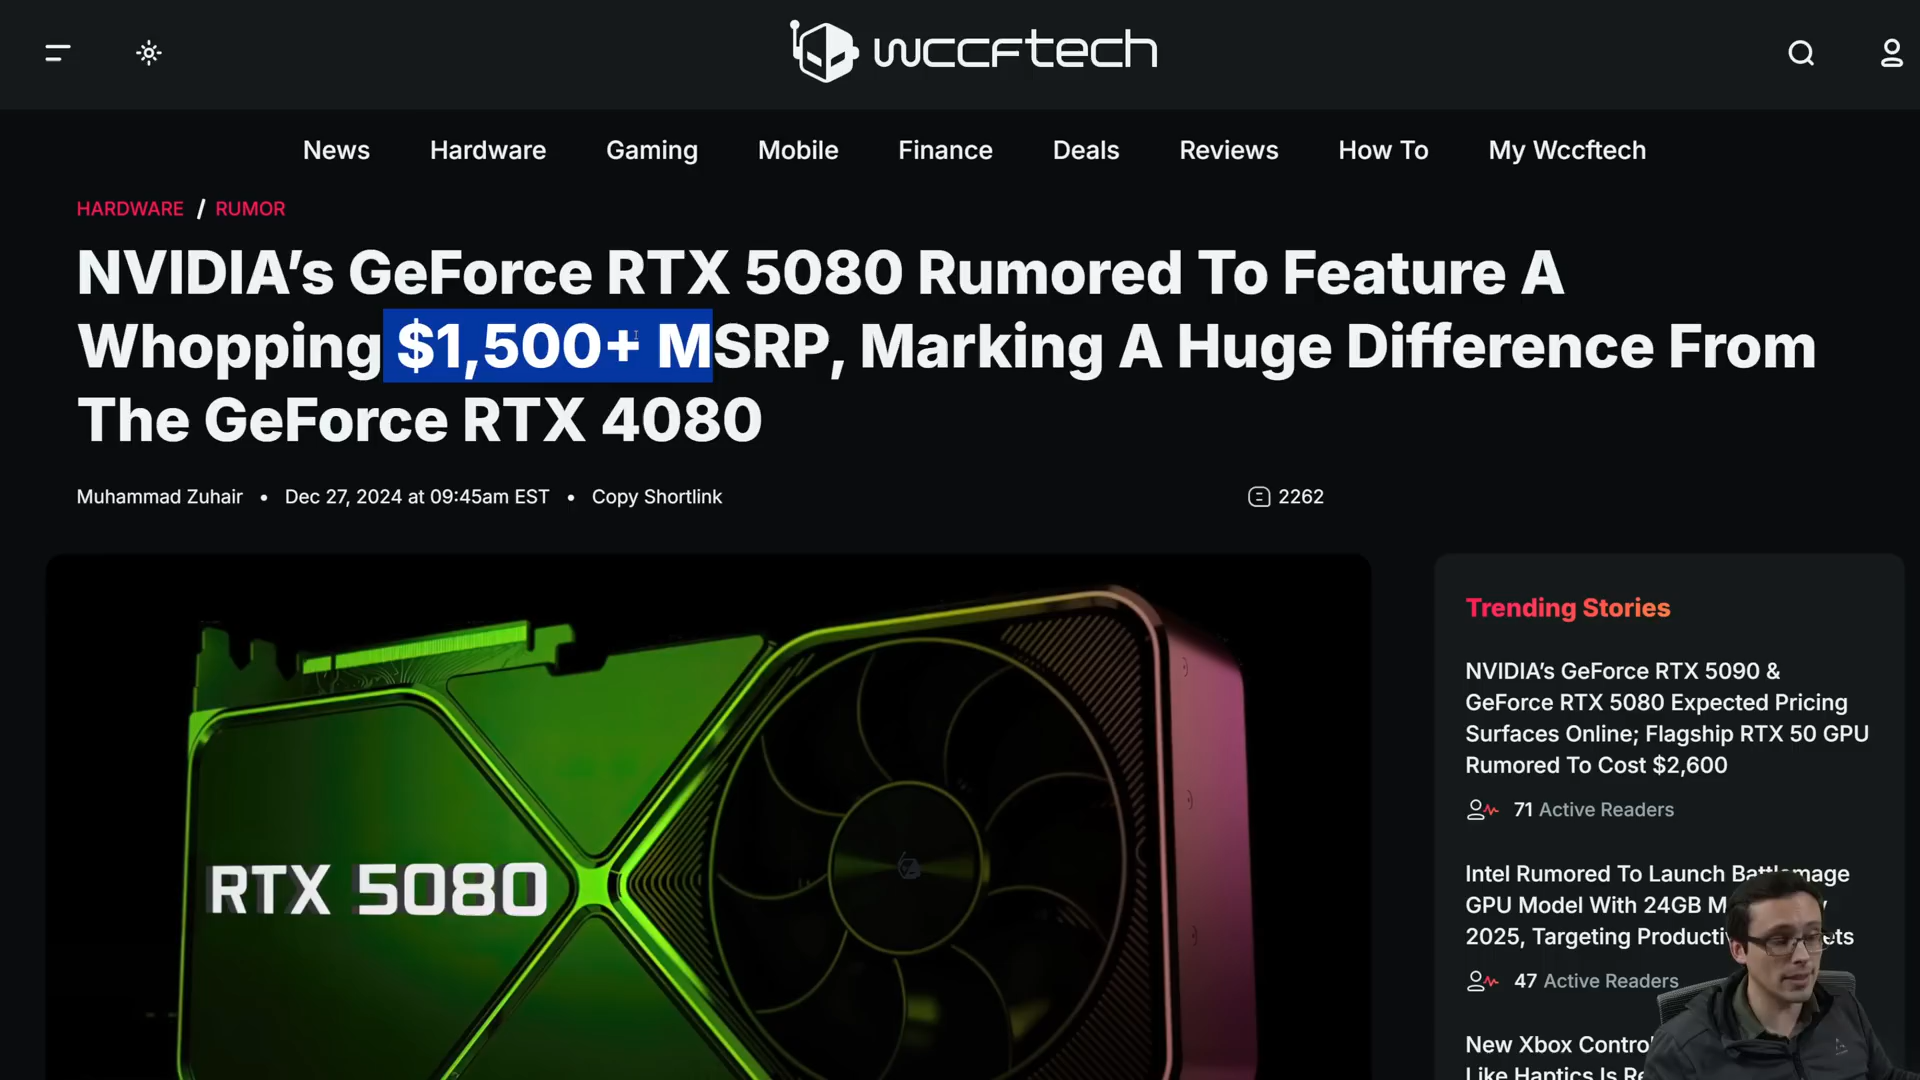 wccftech
News Hardware Gaming Mobile Finance Deals Reviews How To My Wccftech
HARDWARE / RUMOR
NVIDIA’s GeForce RTX 5080 Rumored To Feature A
Whopping $1,500+ MSRP, Marking A Huge Difference From
The GeForce RTX 4080
Muhammad Zuhair • Dec 27, 2024 at 09:45am EST • Copy Shortlink
2262
RTX 5080
Trending Stories
NVIDIA’s GeForce RTX 5090 &
GeForce RTX 5080 Expected Pricing
Surfaces Online; Flagship RTX 50 GPU
Rumored To Cost $2,600
71 Active Readers
Intel Rumored To Launch Battlemage
GPU Model With 24GB
2025, Targeting
47 Active Readers
New Xbox
Like Haptics Is